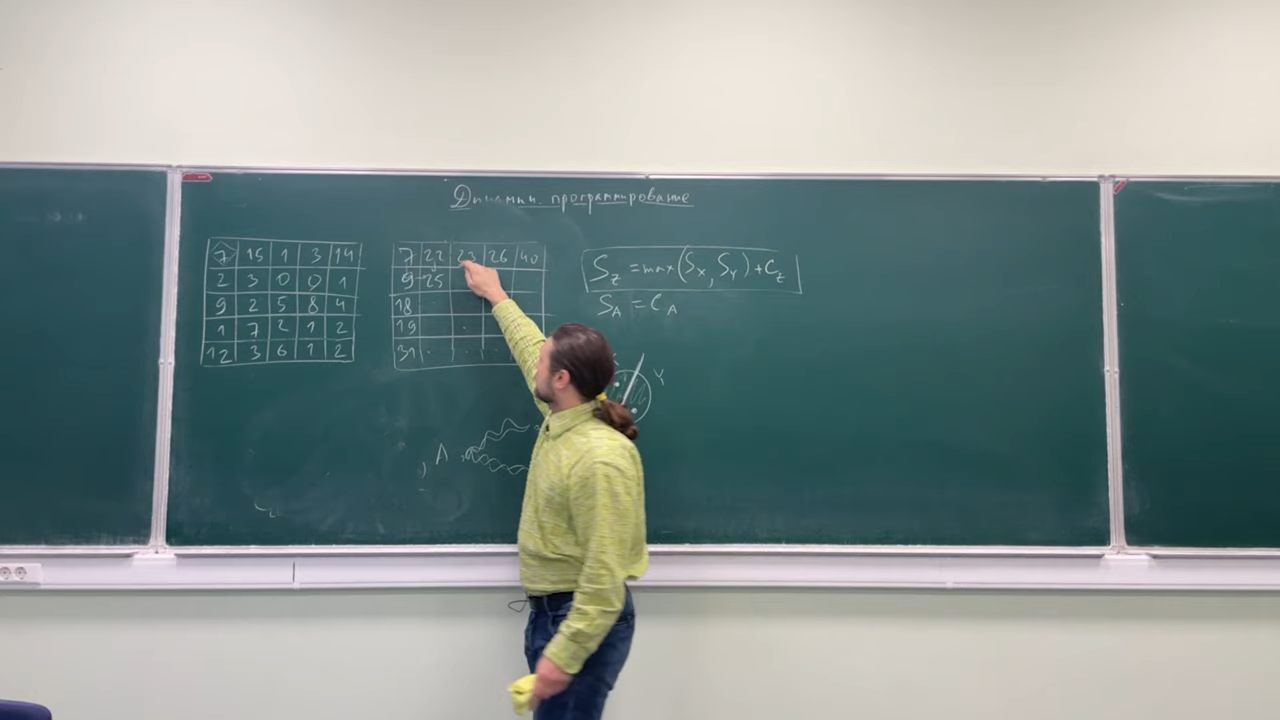 Динамич. программирование
7 15 1 3 14
2 3 0 0 1
9 2 5 8 4
1 7 2 1 2
12 3 6 1 2
7 22 23 26 40
9 25
18
19
31
S_Z = max(S_X, S_Y) + C_Z
S_A = C_A
Y
A